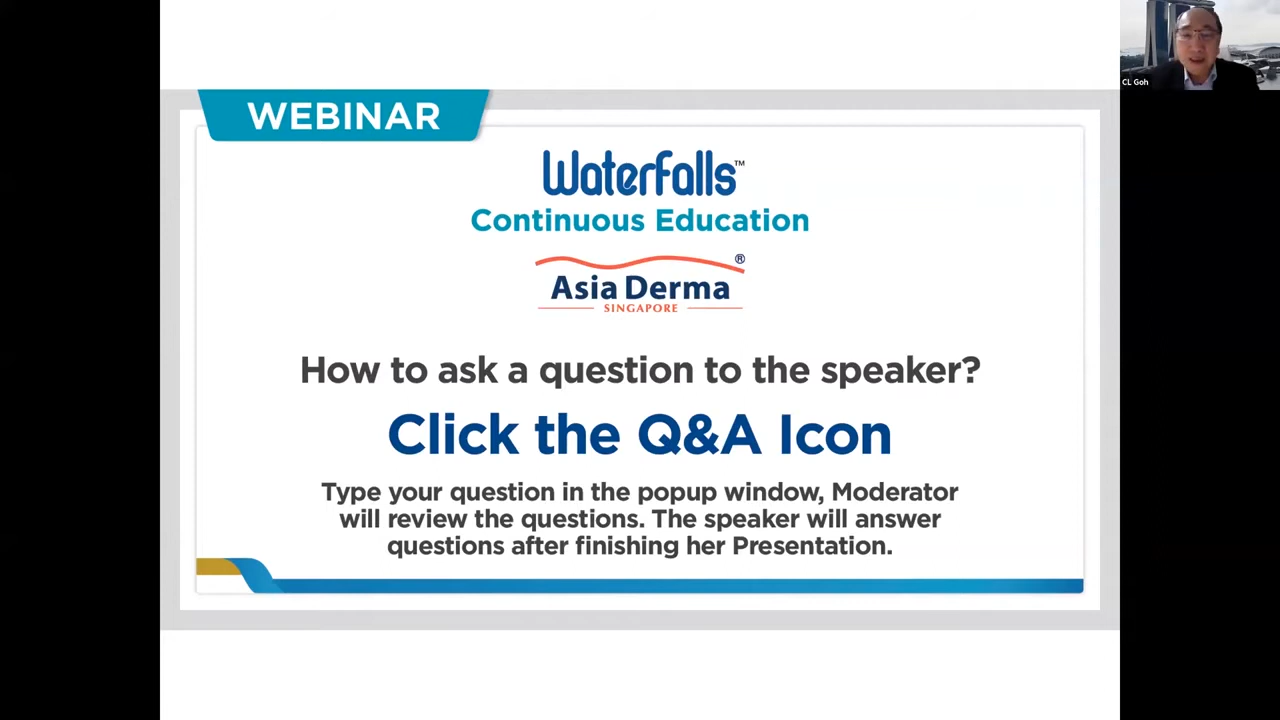 CL Goh
WEBINAR
Waterfalls™
Continuous Education
®
Asia Derma
SINGAPORE
How to ask a question to the speaker?
Click the Q&A Icon
Type your question in the popup window, Moderator
will review the questions. The speaker will answer
questions after finishing her Presentation.